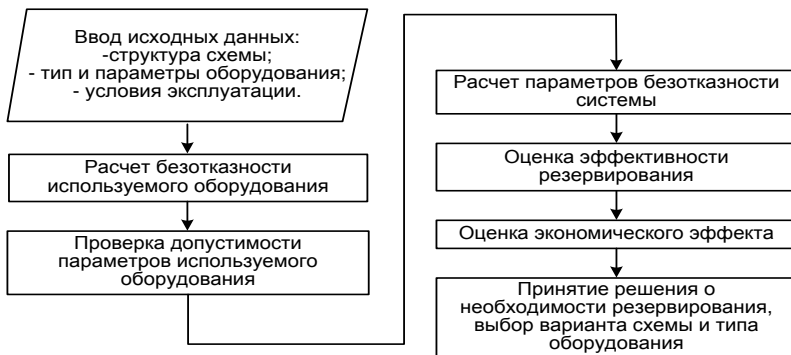 Ввод исходных данных:
-структура схемы;
- тип и параметры оборудования;
- условия эксплуатации.
Расчет безотказности
используемого оборудования
Проверка допустимости
параметров используемого
оборудования
Расчет параметров безотказности
системы
Оценка эффективности
резервирования
Оценка экономического эффекта
Принятие решения о
необходимости резервирования,
выбор варианта схемы и типа
оборудования